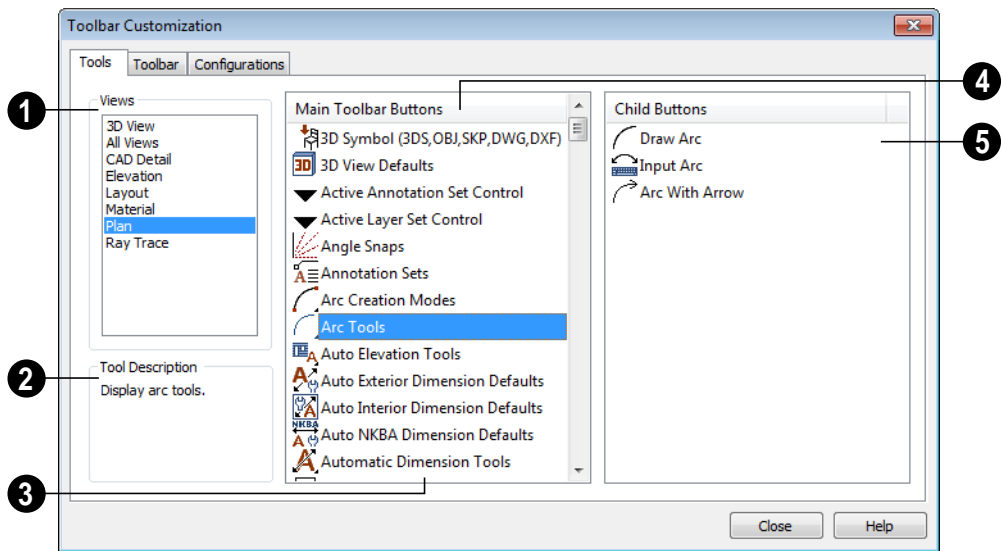 Toolbar Customization
Tools Toolbar Configurations
1
Views
3D View
All Views
CAD Detail
Elevation
Layout
Material
Plan
Ray Trace
2
Tool Description
Display arc tools.
3
4
Main Toolbar Buttons
3D Symbol (3DS,OBJ,SKP,DWG,DXF)
3D 3D View Defaults
Active Annotation Set Control
Active Layer Set Control
Angle Snaps
A Annotation Sets
Arc Creation Modes
Arc Tools
A Auto Elevation Tools
A Auto Exterior Dimension Defaults
A Auto Interior Dimension Defaults
NKBA A Auto NKBA Dimension Defaults
A Automatic Dimension Tools
5
Child Buttons
Draw Arc
Input Arc
Arc With Arrow
Close Help